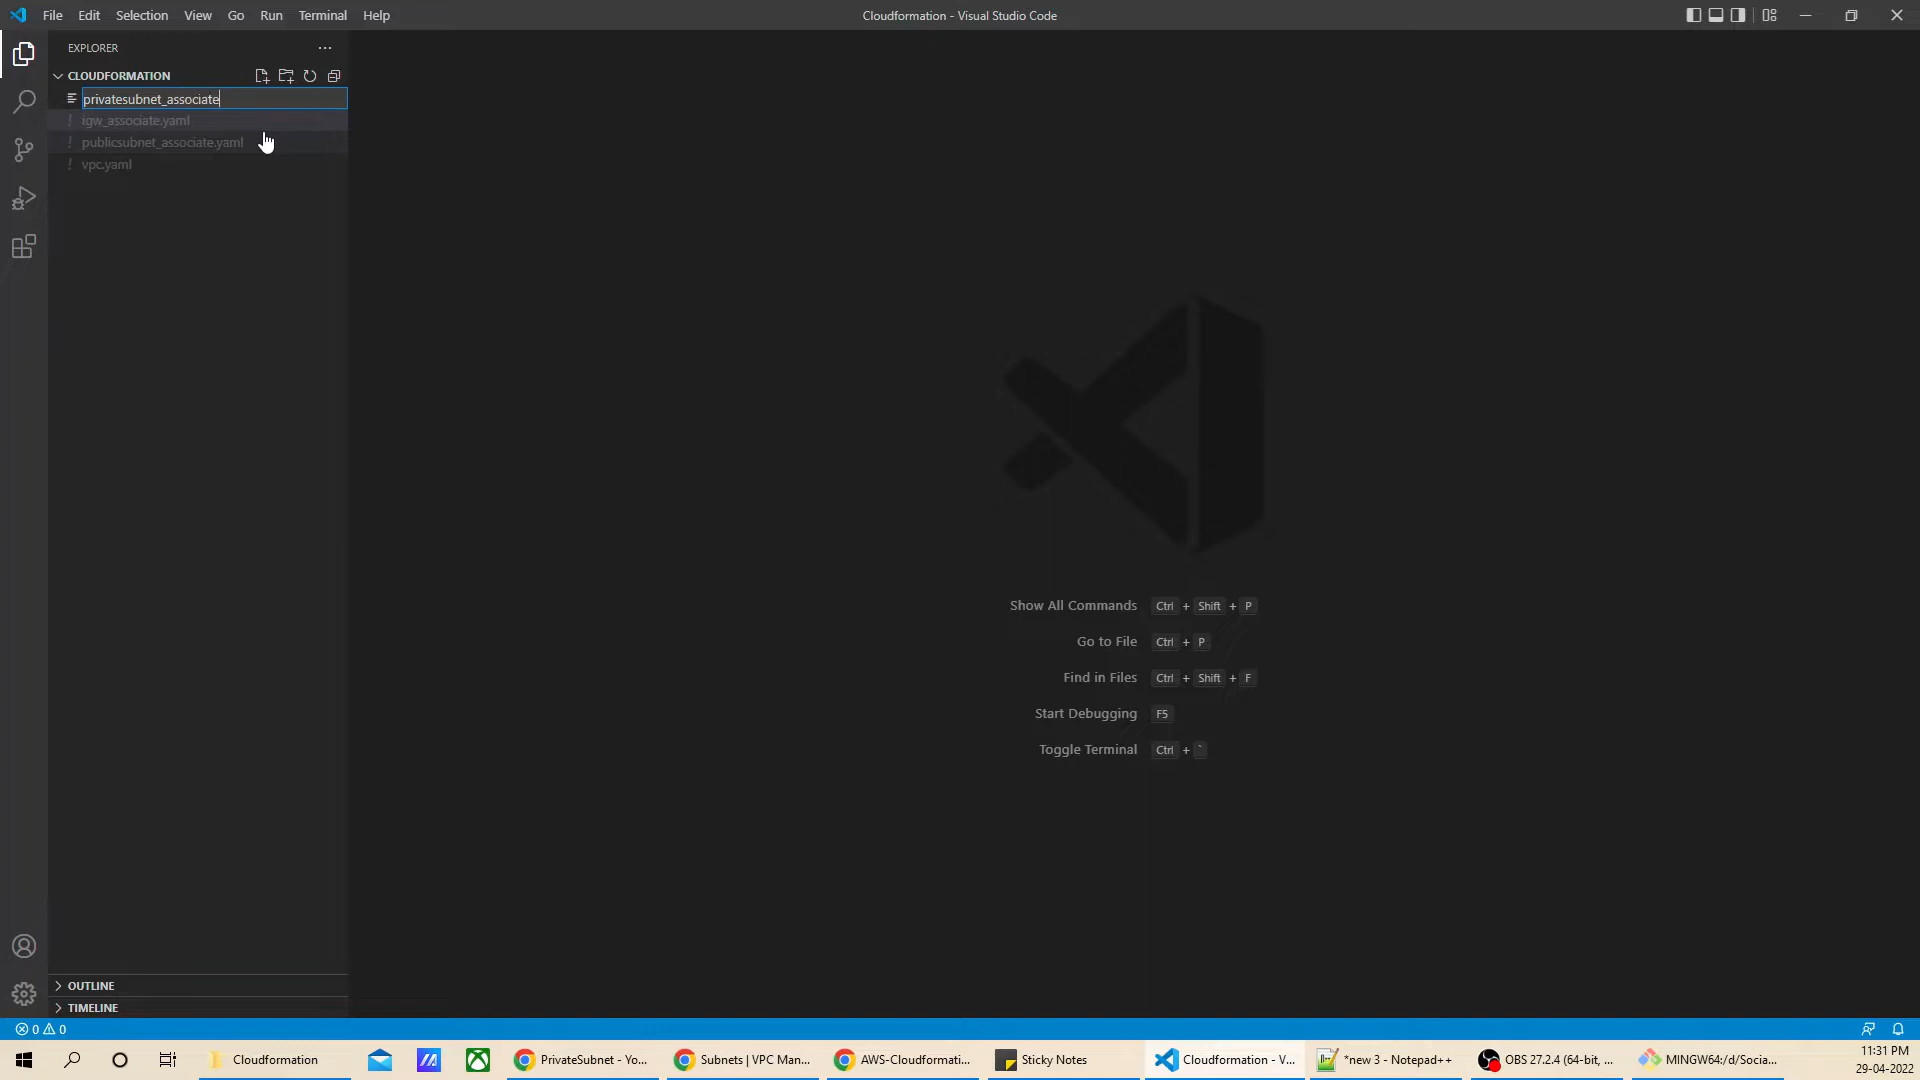 File Edit Selection View Go Run Terminal Help
Cloudformation - Visual Studio Code
EXPLORER
CLOUDFORMATION
privatesubnet_associate
! igw_associate.yaml
! publicsubnet_associate.yaml
! vpc.yaml
Show All Commands Ctrl + Shift + P
Go to File Ctrl + P
Find in Files Ctrl + Shift + F
Start Debugging F5
Toggle Terminal Ctrl + `
OUTLINE
TIMELINE
0 0
Cloudformation
PrivateSubnet - Yo...
Subnets | VPC Man...
AWS-Cloudformati...
Sticky Notes
Cloudformation - V...
*new 3 - Notepad++
OBS 27.2.4 (64-bit, ...
MINGW64:/d/Socia...
11:31 PM
29-04-2022